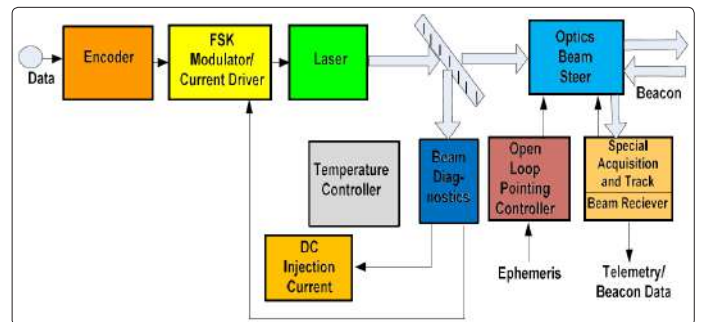 Data
Encoder
FSK
Modulator/
Current Driver
Laser
Optics
Beam
Steer
Beacon
Temperature
Controller
Beam
Diag-
nostics
Open
Loop
Pointing
Controller
Special
Acquisition
and Track
Beam Reciever
DC
Injection
Current
Ephemeris
Telemetry/
Beacon Data